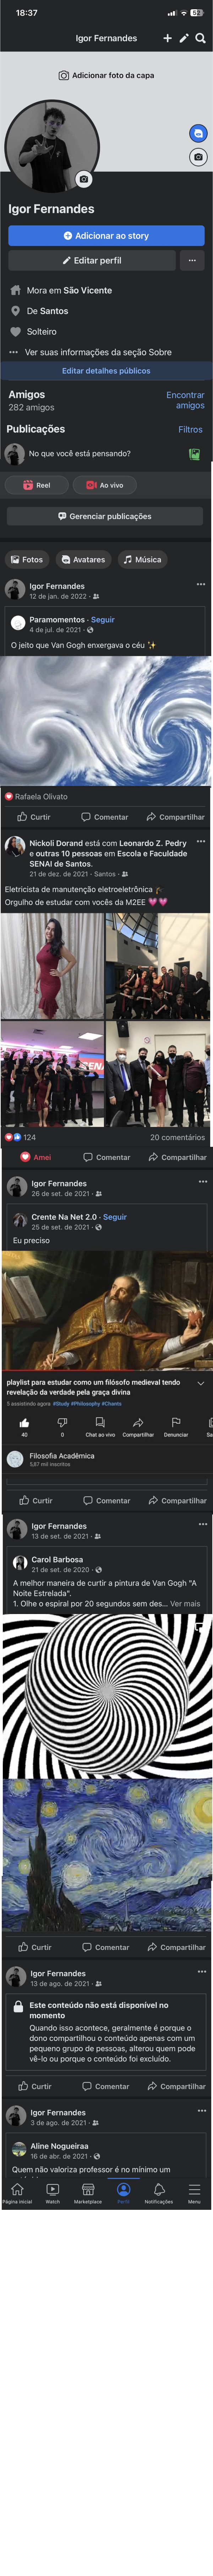 18:37
Igor Fernandes
Adicionar foto da capa
Igor Fernandes
Adicionar ao story
Editar perfil
Mora em São Vicente
De Santos
Solteiro
Ver suas informações da seção Sobre
Editar detalhes públicos
Amigos
Encontrar amigos
282 amigos
Publicações
Filtros
No que você está pensando?
Reel
Ao vivo
Gerenciar publicações
Fotos
Avatares
Música
Igor Fernandes
12 de jan. de 2022
Paramomentos · Seguir
4 de jul. de 2021
O jeito que Van Gogh enxergava o céu ✨
Rafaela Olivato
Curtir
Comentar
Compartilhar
Nickoli Dorand está com Leonardo Z. Pedry
e outras 10 pessoas em Escola e Faculdade
SENAI de Santos.
21 de dez. de 2021 · Santos
Eletricista de manutenção eletroeletrônica
Orgulho de estudar com vocês da M2EE
124
20 comentários
Amei
Comentar
Compartilhar
Igor Fernandes
26 de set. de 2021
Crente Na Net 2.0 · Seguir
25 de set. de 2021
Eu preciso
playlist para estudar como um filósofo medieval tendo
revelação da verdade pela graça divina
5 assistindo agora #Study #Philosophy #Chants
40
0
Chat ao vivo
Compartilhar
Denunciar
Filosofia Acadêmica
5,87 mil inscritos
Curtir
Comentar
Compartilhar
Igor Fernandes
13 de set. de 2021
Carol Barbosa
21 de set. de 2020
A melhor maneira de curtir a pintura de Van Gogh "A
Noite Estrelada".
1. Olhe o espiral por 20 segundos sem des... Ver mais
Curtir
Comentar
Compartilhar
Igor Fernandes
13 de ago. de 2021
Este conteúdo não está disponível no
momento
Quando isso acontece, geralmente é porque o
dono compartilhou o conteúdo apenas com um
pequeno grupo de pessoas, alterou quem pode
vê-lo ou porque o conteúdo foi excluído.
Curtir
Comentar
Compartilhar
Igor Fernandes
3 de ago. de 2021
Aline Nogueiraa
16 de abr. de 2021
Quem não valoriza professor é no mínimo um
Página inicial
Watch
Marketplace
Perfil
Notificações
Menu